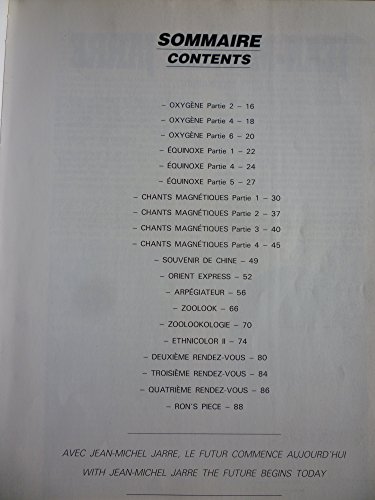 SOMMAIRE
CONTENTS
– OXYGÈNE Partie 2 – 16
– OXYGÈNE Partie 4 – 18
– OXYGÈNE Partie 6 – 20
– ÉQUINOXE Partie 1 – 22
– ÉQUINOXE Partie 4 – 24
– ÉQUINOXE Partie 5 – 27
– CHANTS MAGNÉTIQUES Partie 1 – 30
– CHANTS MAGNÉTIQUES Partie 2 – 37
– CHANTS MAGNÉTIQUES Partie 3 – 40
– CHANTS MAGNÉTIQUES Partie 4 – 45
– SOUVENIR DE CHINE – 49
– ORIENT EXPRESS – 52
– ARPÉGIATEUR – 56
– ZOOLOOK – 66
– ZOOLOOKOLOGIE – 70
– ETHNICOLOR II – 74
– DEUXIÈME RENDEZ-VOUS – 80
– TROISIÈME RENDEZ-VOUS – 84
– QUATRIÈME RENDEZ-VOUS – 86
– RON'S PIECE – 88
AVEC JEAN-MICHEL JARRE, LE FUTUR COMMENCE AUJOURD'HUI
WITH JEAN-MICHEL JARRE THE FUTURE BEGINS TODAY